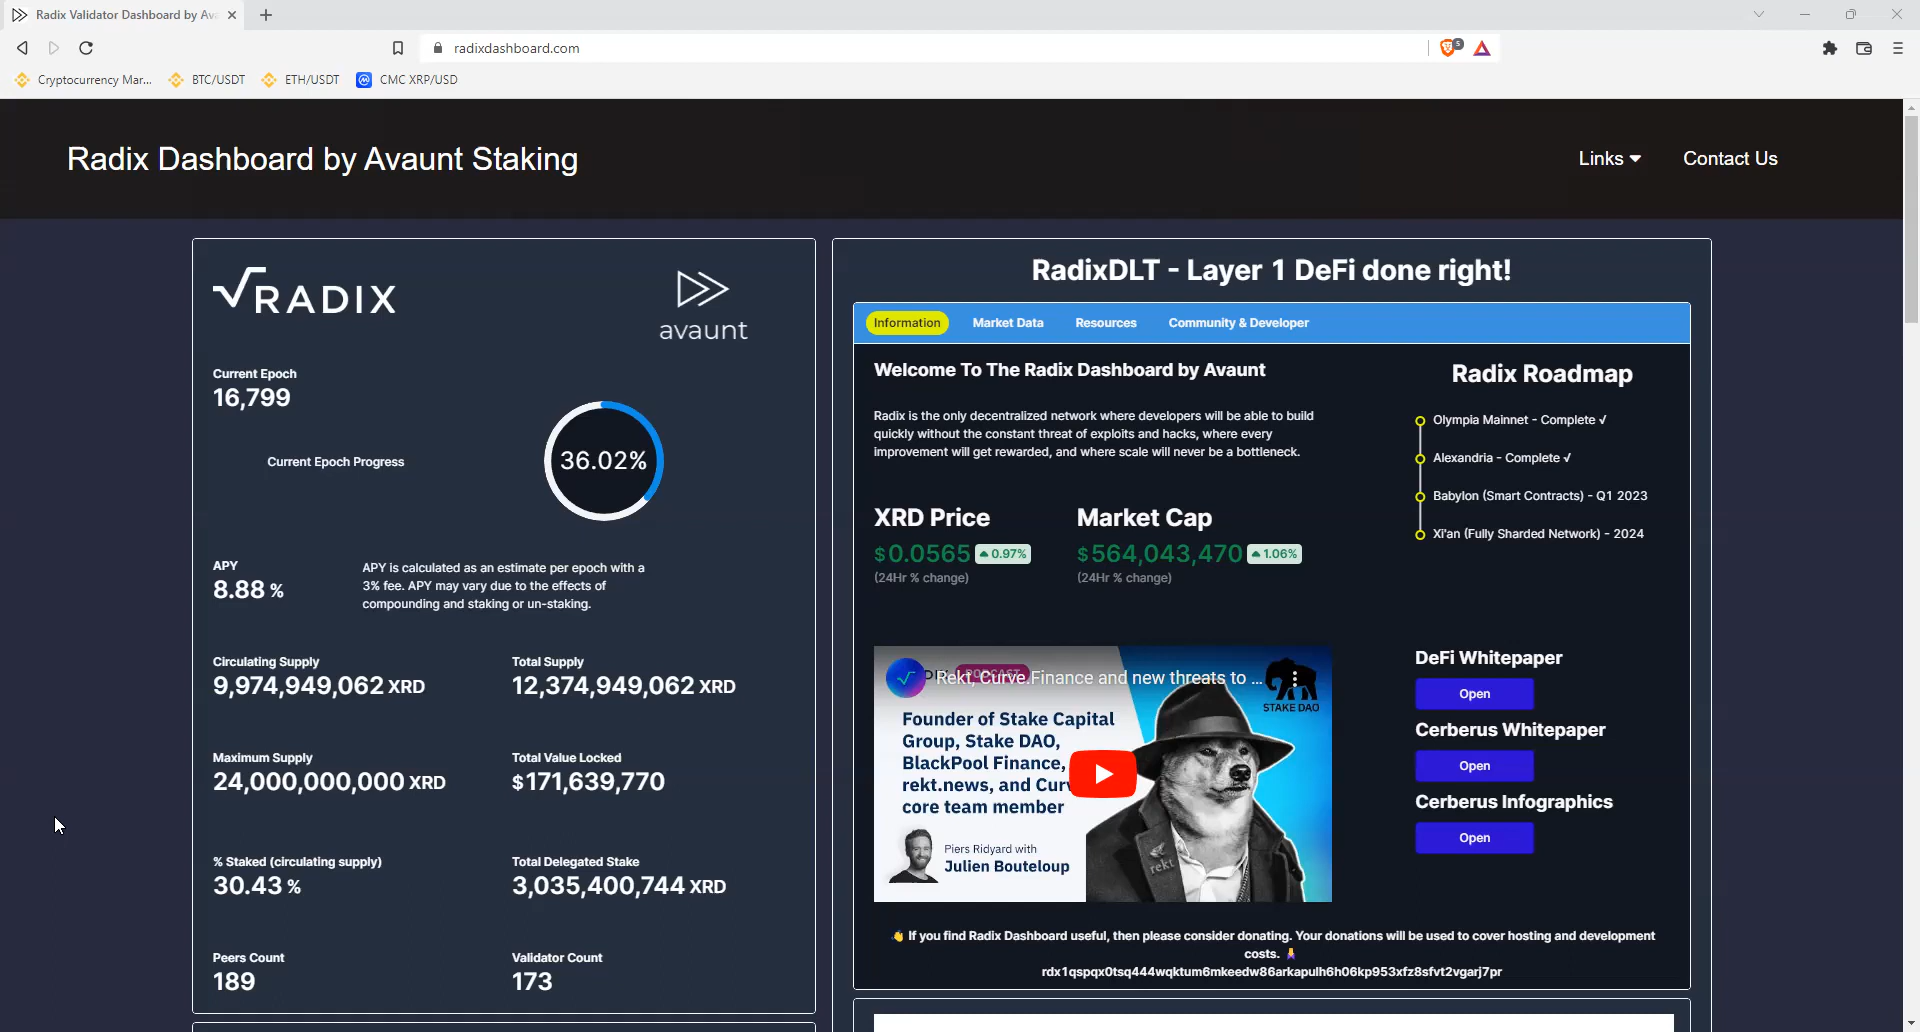 Radix Validator Dashboard by Ava
radixdashboard.com
5
Cryptocurrency Mar...
BTC/USDT
ETH/USDT
CMC XRP/USD
Radix Dashboard by Avaunt Staking
Links
Contact Us
RADIX
avaunt
Current Epoch
16,799
Current Epoch Progress
36.02%
APY
8.88 %
APY is calculated as an estimate per epoch with a
3% fee. APY may vary due to the effects of
compounding and staking or un-staking.
Circulating Supply
9,974,949,062 XRD
Total Supply
12,374,949,062 XRD
Maximum Supply
24,000,000,000 XRD
Total Value Locked
$171,639,770
% Staked (circulating supply)
30.43 %
Total Delegated Stake
3,035,400,744 XRD
Peers Count
189
Validator Count
173
RadixDLT - Layer 1 DeFi done right!
Information
Market Data
Resources
Community & Developer
Welcome To The Radix Dashboard by Avaunt
Radix is the only decentralized network where developers will be able to build
quickly without the constant threat of exploits and hacks, where every
improvement will get rewarded, and where scale will never be a bottleneck.
XRD Price
$0.0565 0.97%
(24Hr % change)
Market Cap
$564,043,470 1.06%
(24Hr % change)
Radix Roadmap
Olympia Mainnet - Complete √
Alexandria - Complete √
Babylon (Smart Contracts) - Q1 2023
Xi'an (Fully Sharded Network) - 2024
Rekt, Curve.Finance and new threats to ...
PODCAST
STAKE DAO
Founder of Stake Capital
Group, Stake DAO,
BlackPool Finance,
rekt.news, and Curv
core team member
Piers Ridyard with
Julien Bouteloup
rekt
DeFi Whitepaper
Open
Cerberus Whitepaper
Open
Cerberus Infographics
Open
👋 If you find Radix Dashboard useful, then please consider donating. Your donations will be used to cover hosting and development
costs.
rdx1qspqx0tsq444wqktum6mkeedw86arkapulh6h06kp953xfz8sfvt2vgarj7pr